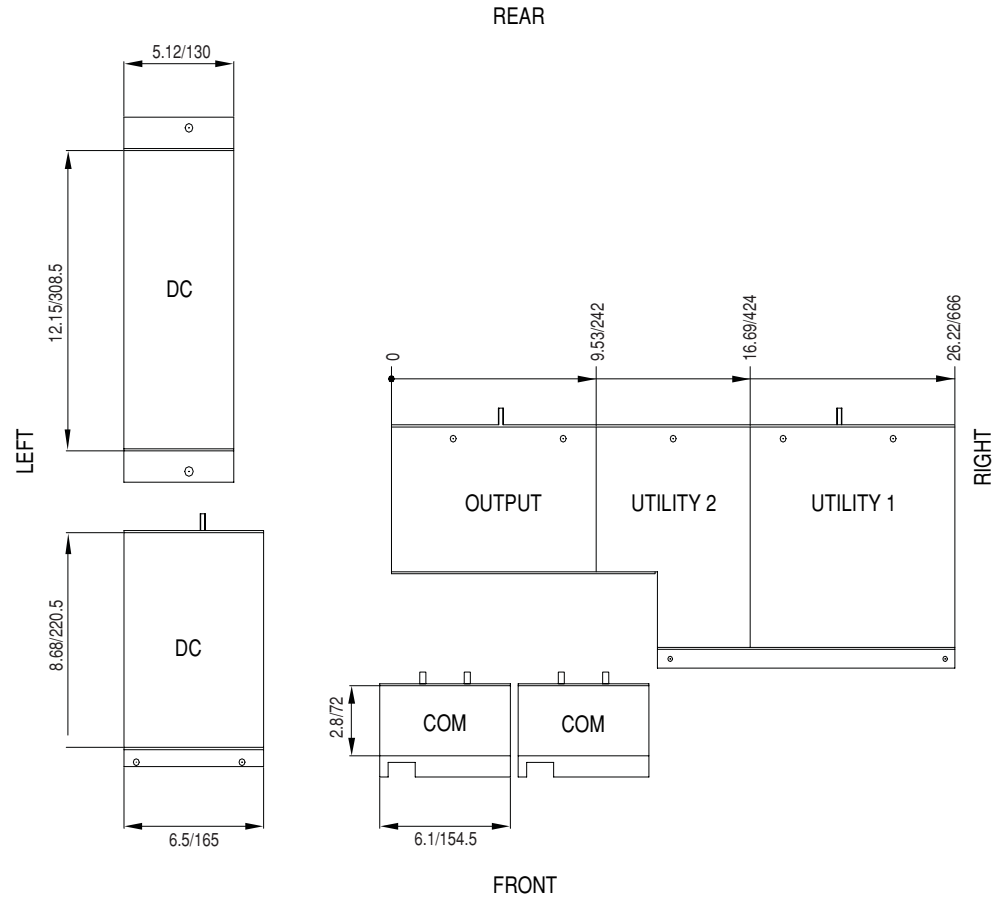 REAR
5.12/130
12.15/308.5
DC
0
9.53/242
16.69/424
26.22/666
LEFT
RIGHT
OUTPUT
UTILITY 2
UTILITY 1
8.68/220.5
DC
2.8/72
COM
COM
6.5/165
6.1/154.5
FRONT